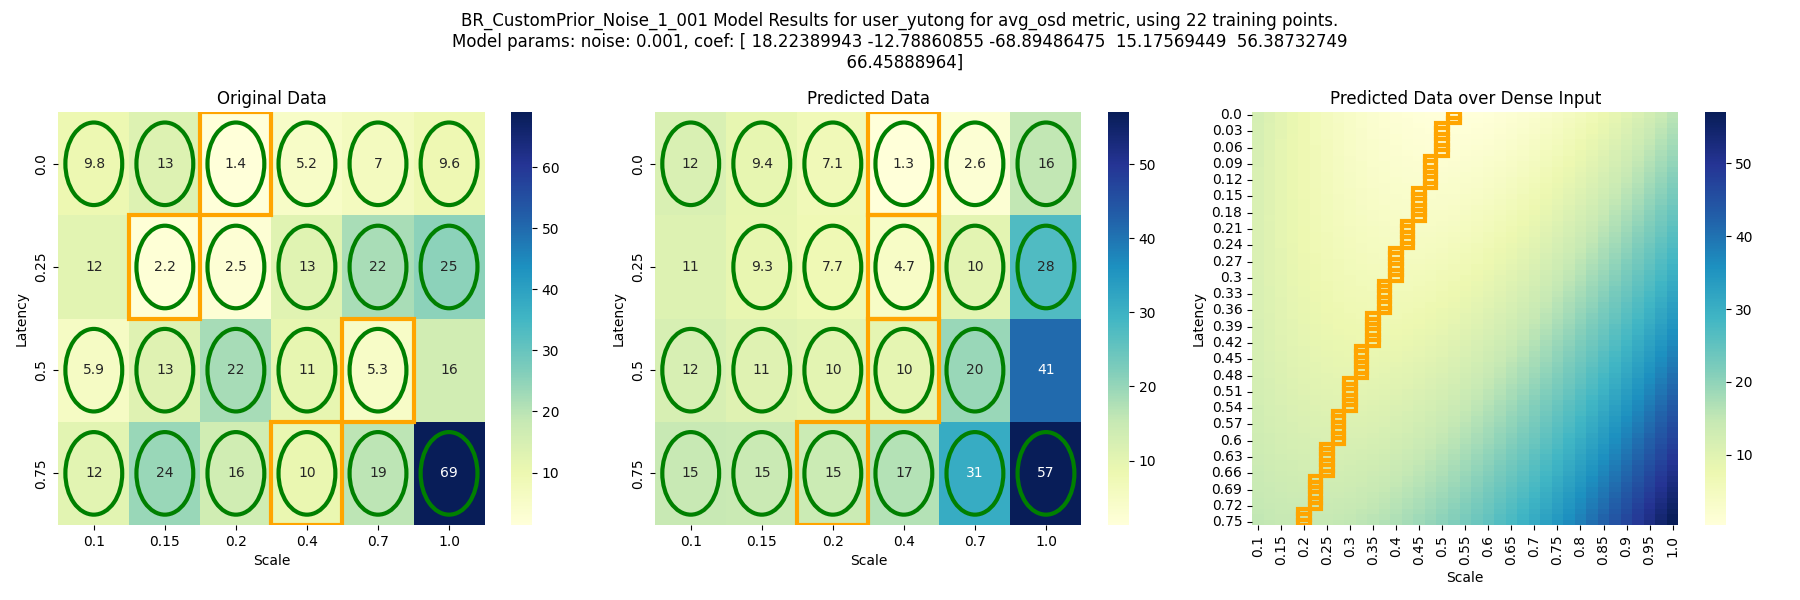 BR_CustomPrior_Noise_1_001 Model Results for user_yutong for avg_osd metric, using 22 training points.
Model params: noise: 0.001, coef: [ 18.22389943 -12.78860855 -68.89486475  15.17569449  56.38732749
66.45888964]
Original Data
9.8 13 1.4 5.2 7 9.6
12 2.2 2.5 13 22 25
5.9 13 22 11 5.3 16
12 24 16 10 19 69
0.0
0.25
0.5
0.75
Latency
0.1 0.15 0.2 0.4 0.7 1.0
Scale
60
50
40
30
20
10
Predicted Data
12 9.4 7.1 1.3 2.6 16
11 9.3 7.7 4.7 10 28
12 11 10 10 20 41
15 15 15 17 31 57
0.0
0.25
0.5
0.75
Latency
0.1 0.15 0.2 0.4 0.7 1.0
Scale
50
40
30
20
10
Predicted Data over Dense Input
0.0
0.03
0.06
0.09
0.12
0.15
0.18
0.21
0.24
0.27
0.3
0.33
0.36
0.39
0.42
0.45
0.48
0.51
0.54
0.57
0.6
0.63
0.66
0.69
0.72
0.75
Latency
0.1 0.15 0.2 0.25 0.3 0.35 0.4 0.45 0.5 0.55 0.6 0.65 0.7 0.75 0.8 0.85 0.9 0.95 1.0
Scale
50
40
30
20
10